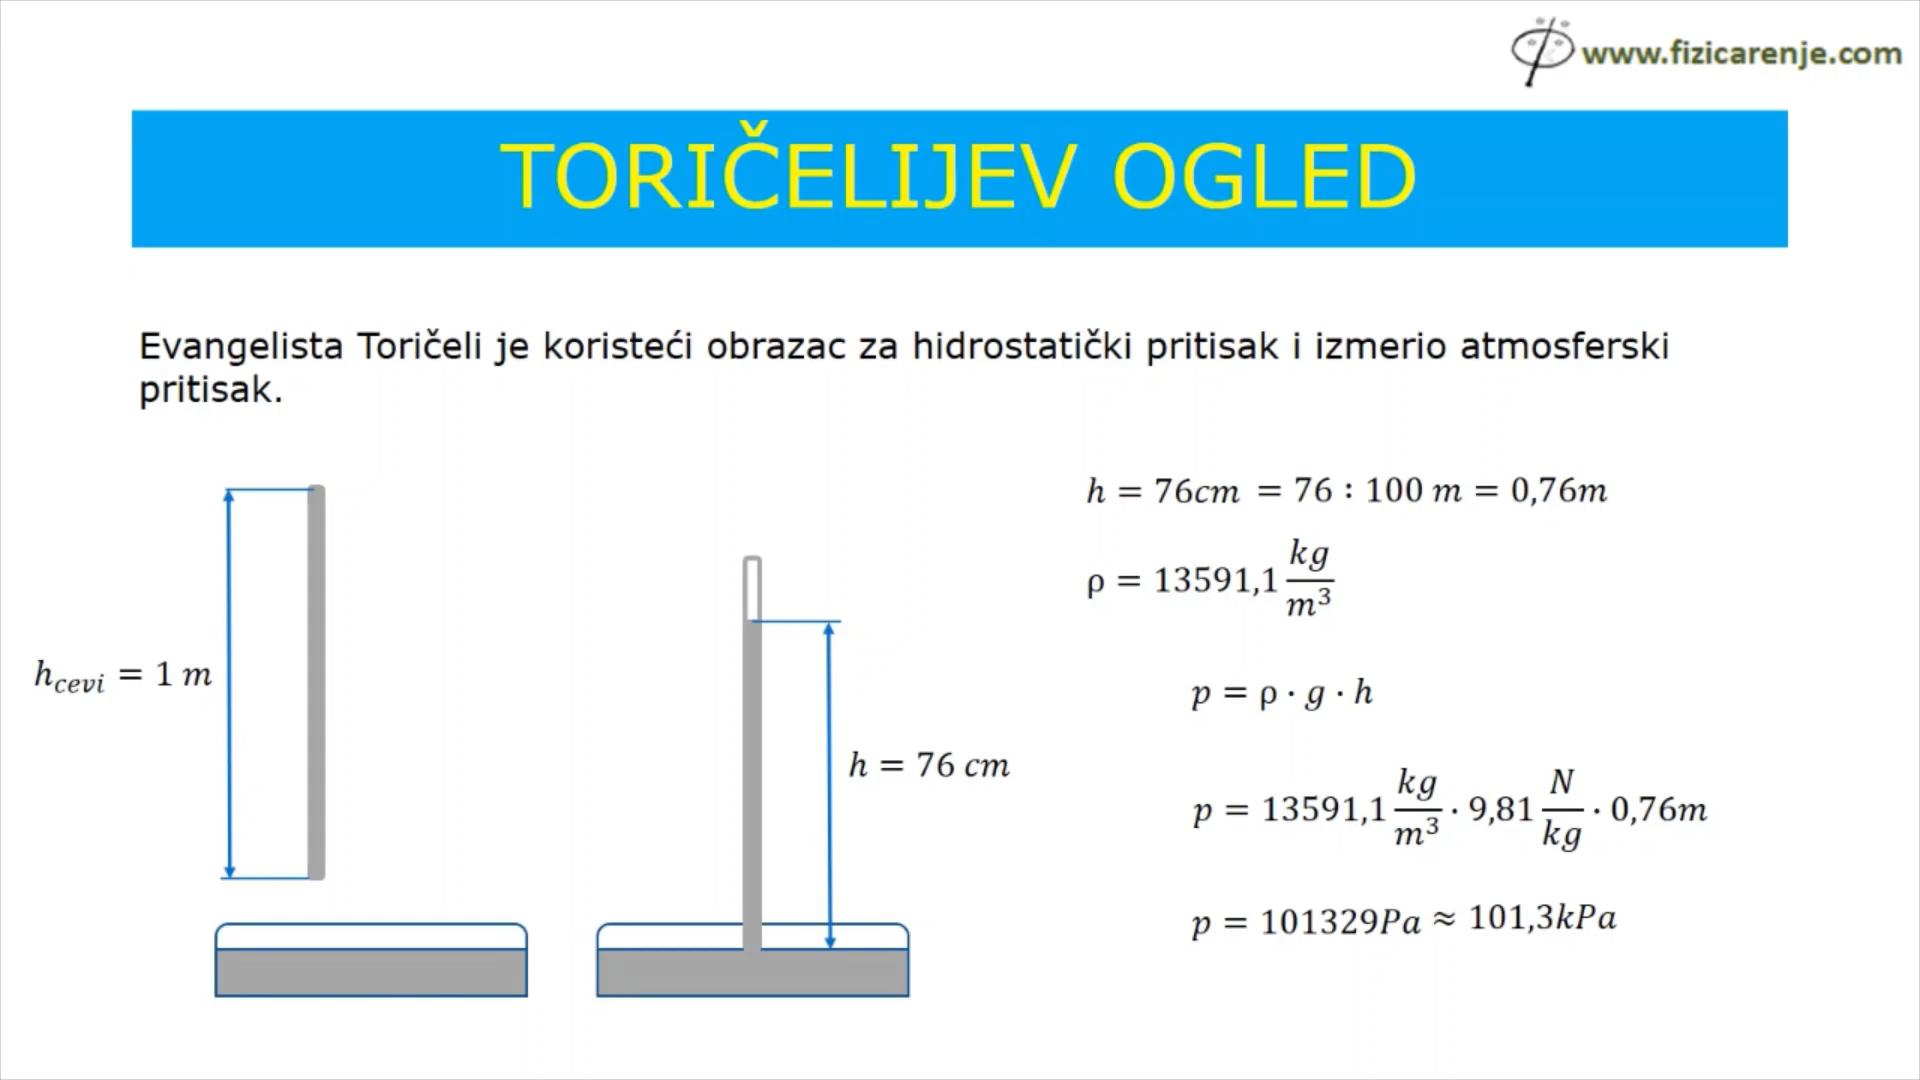 www.fizicarenje.com
TORIČELIJEV OGLED
Evangelista Toričeli je koristeći obrazac za hidrostatički pritisak i izmerio atmosferski
pritisak.
h_cevi = 1 m
h = 76 cm
h = 76cm = 76 : 100 m = 0,76m
ρ = 13591,1 kg/m³
p = ρ · g · h
p = 13591,1 kg/m³ · 9,81 N/kg · 0,76m
p = 101329Pa ≈ 101,3kPa